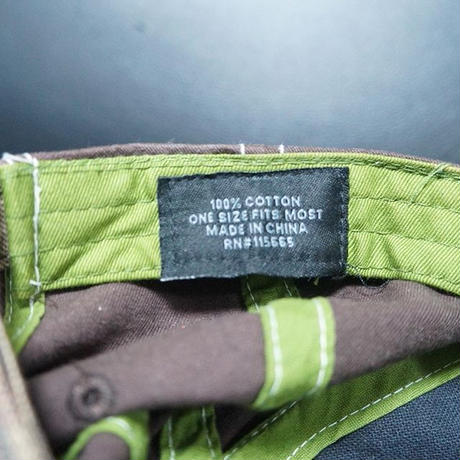 100% COTTON
ONE SIZE FITS MOST
MADE IN CHINA
RN#115665